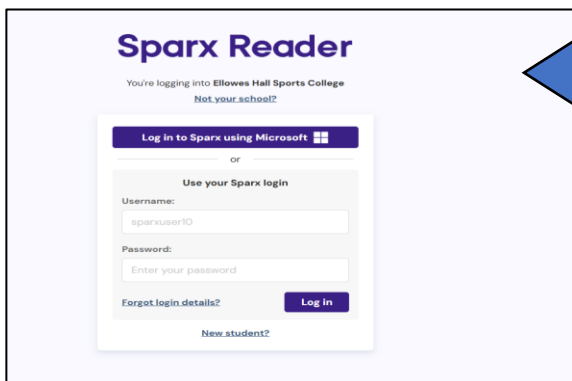 Sparx Reader
You're logging into Ellowes Hall Sports College
Not your school?
Log in to Sparx using Microsoft
or
Use your Sparx login
Username:
sparxuser10
Password:
Enter your password
Forgot login details?
Log in
New student?